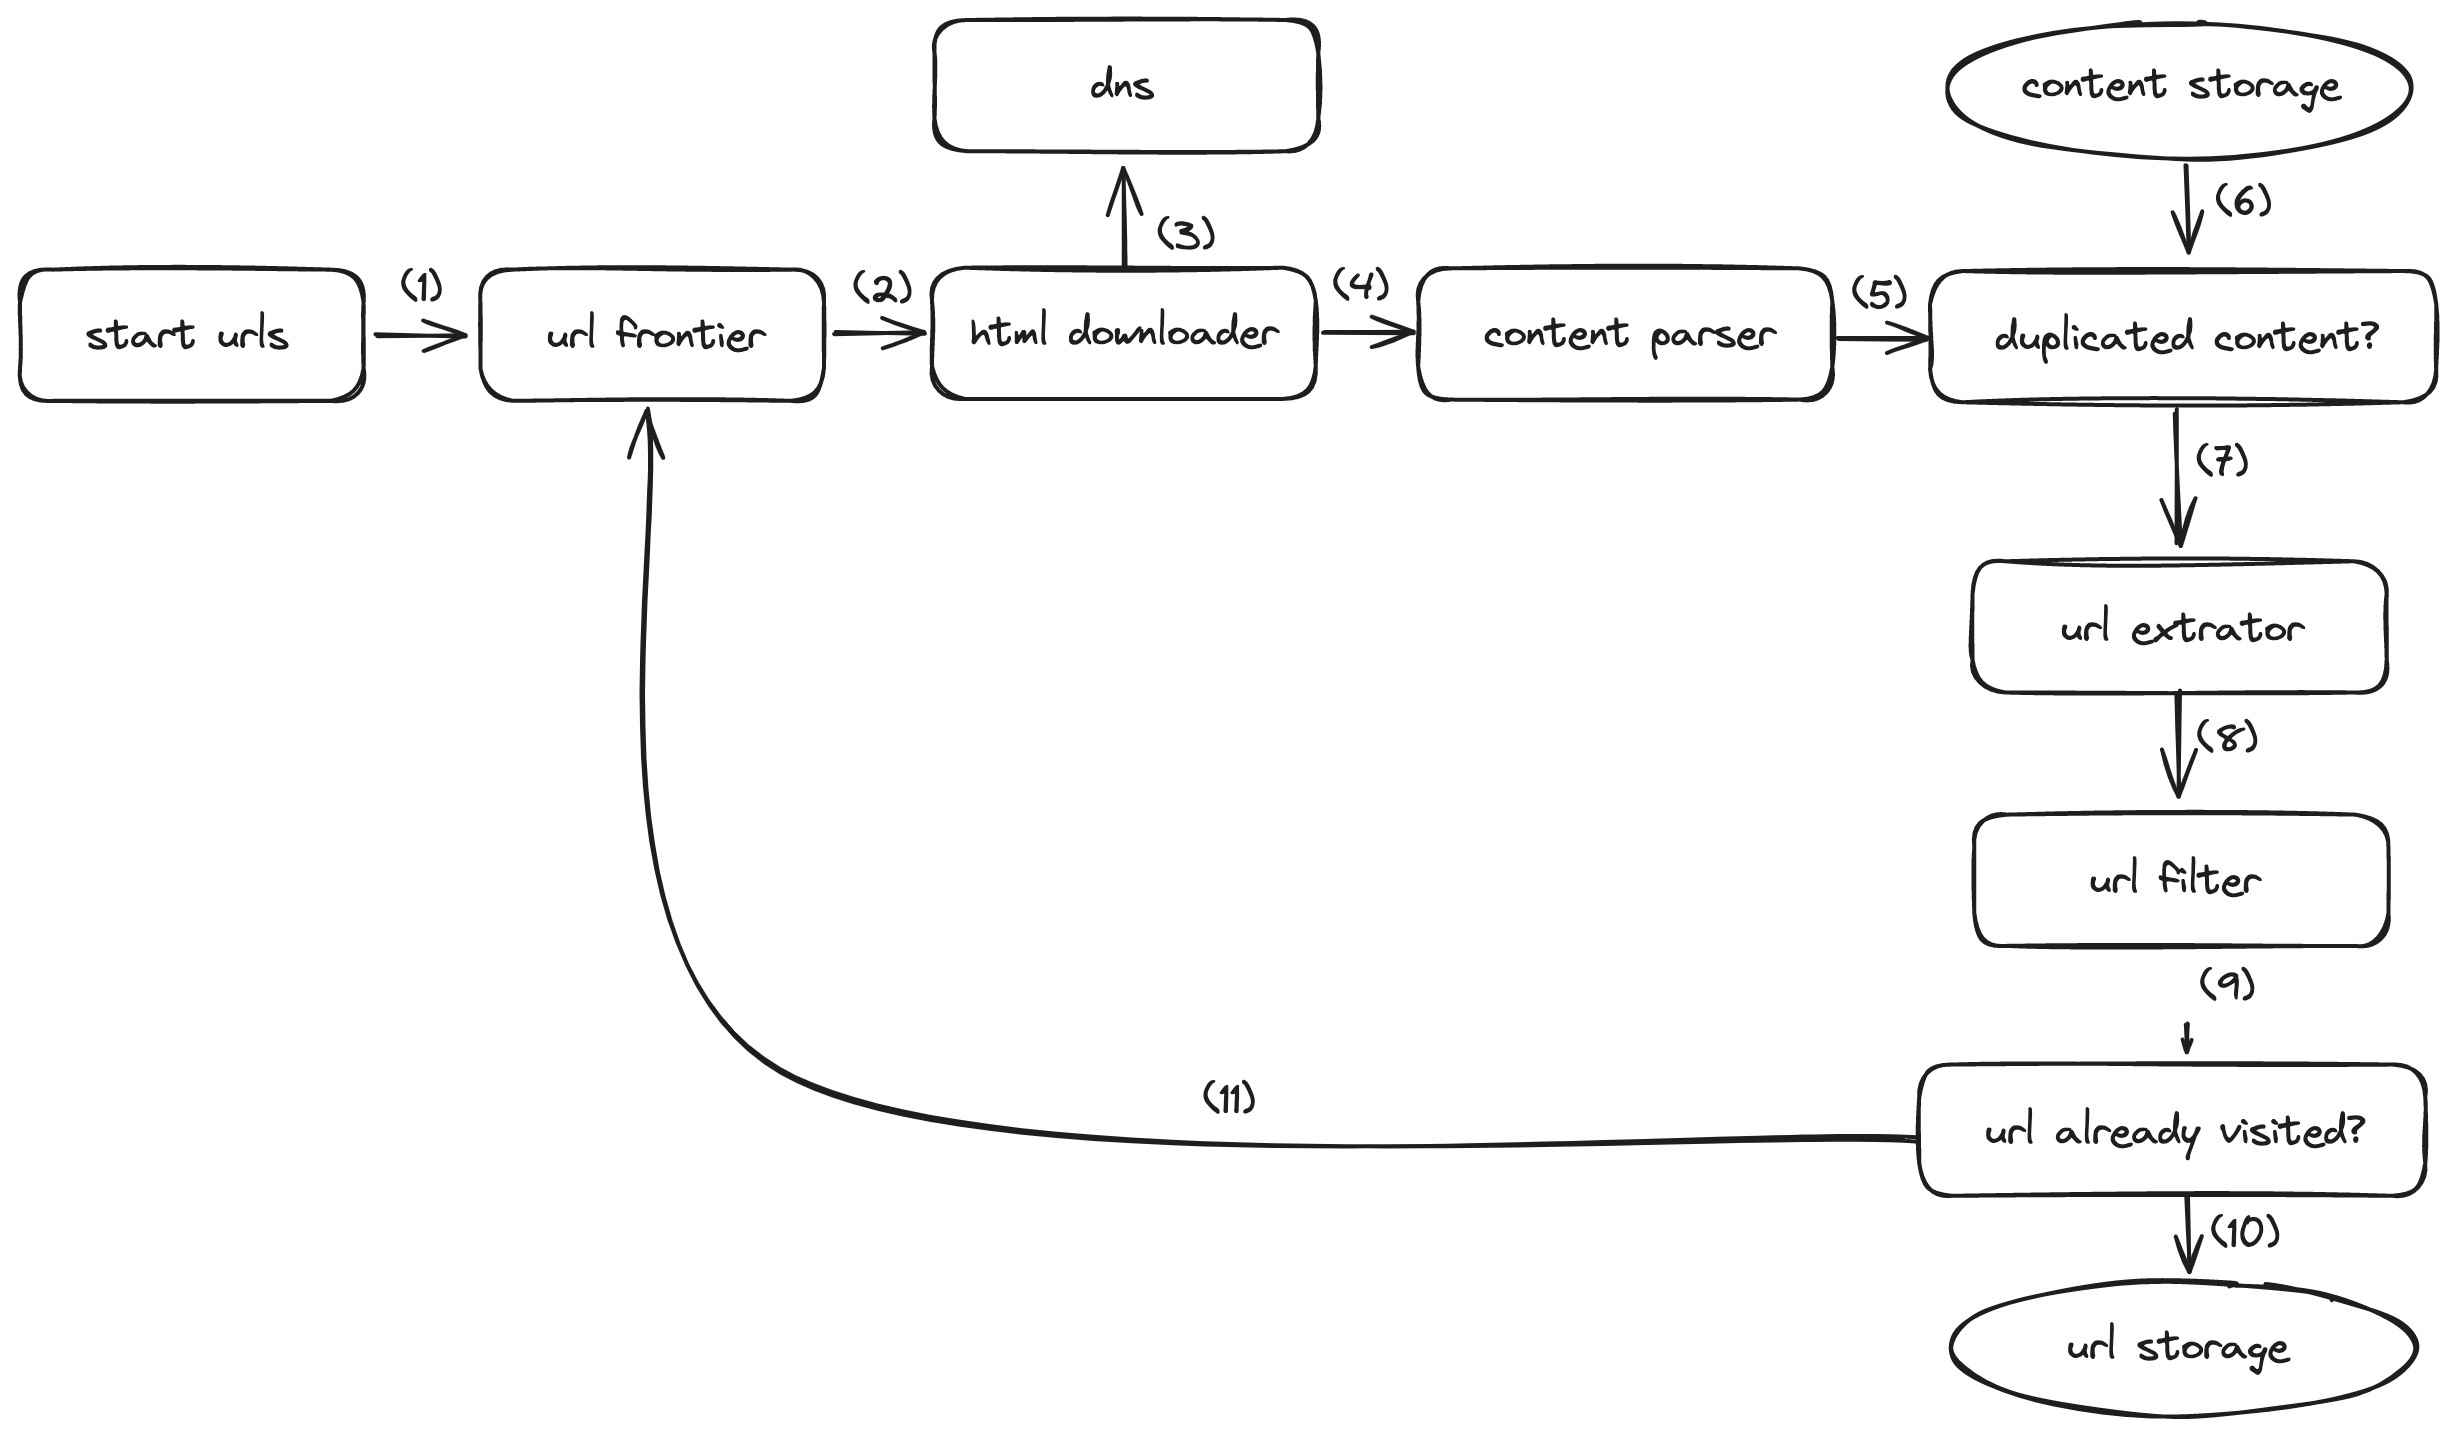 dns
content storage
(3)
(6)
start urls
(1)
url frontier
(2)
html downloader
(4)
content parser
(5)
duplicated content?
(7)
url extrator
(8)
url filter
(9)
url already visited?
(11)
(10)
url storage